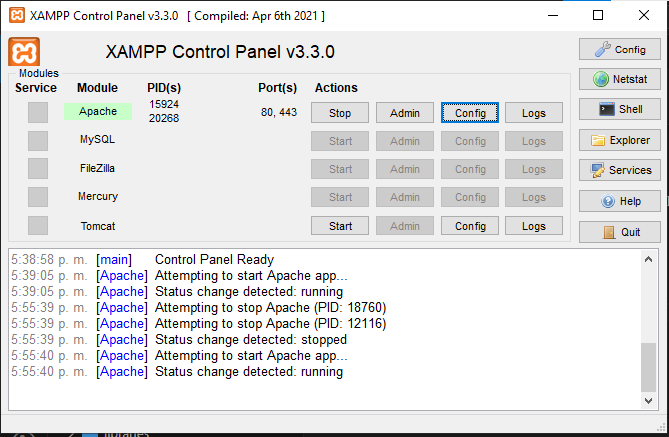 XAMPP Control Panel v3.3.0 [ Compiled: Apr 6th 2021 ]
XAMPP Control Panel v3.3.0
Config
Modules
Service Module PID(s) Port(s) Actions
Netstat
Apache 15924 20268 80, 443 Stop Admin Config Logs
Shell
MySQL Start Admin Config Logs
Explorer
FileZilla Start Admin Config Logs
Services
Mercury Start Admin Config Logs
Help
Tomcat Start Admin Config Logs
Quit
5:38:58 p. m. [main] Control Panel Ready
5:39:05 p. m. [Apache] Attempting to start Apache app...
5:39:05 p. m. [Apache] Status change detected: running
5:55:39 p. m. [Apache] Attempting to stop Apache (PID: 18760)
5:55:39 p. m. [Apache] Attempting to stop Apache (PID: 12116)
5:55:39 p. m. [Apache] Status change detected: stopped
5:55:40 p. m. [Apache] Attempting to start Apache app...
5:55:40 p. m. [Apache] Status change detected: running
libraries